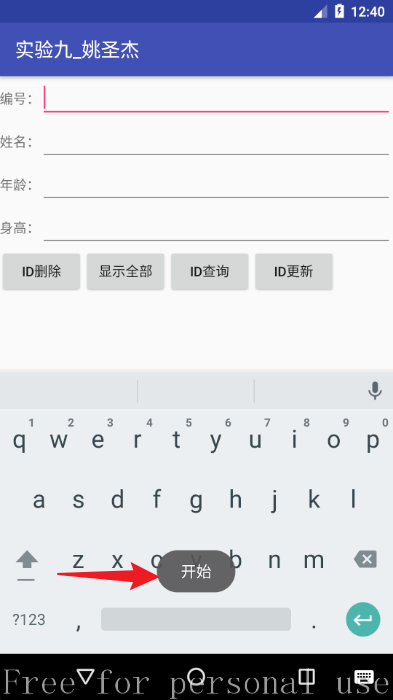 12:40
实验九_姚圣杰
编号：
姓名：
年龄：
身高：
ID删除 显示全部 ID查询 ID更新
1 2 3 4 5 6 7 8 9 0
q w e r t y u i o p
a s d f g h j k l
z x c v b n m
开始
?123 , .
Free for personal use